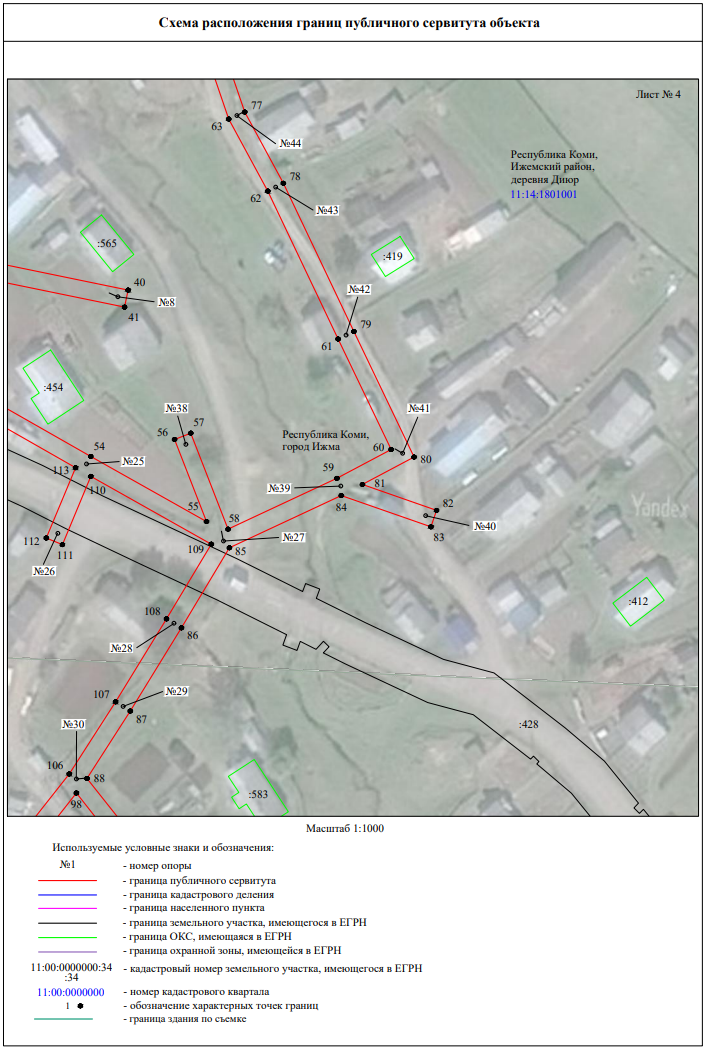 Схема расположения границ публичного сервитута объекта
Лист № 4
77
63
№44
Республика Коми,
Ижемский район,
деревня Диюр
11:14:1801001
78
62
№43
:565
:419
40
№8
41
№42
79
61
:454
№38
№41
57
56
Республика Коми,
город Ижма
60
80
54
113
№25
110
59
№39
81
84
82
№40
83
Yandex
55
58
№27
109
85
112
111
№26
:412
108
86
№28
107
№29
87
№30
:428
106
88
98
:583
Масштаб 1:1000
Используемые условные знаки и обозначения:
№1 - номер опоры
- граница публичного сервитута
- граница кадастрового деления
- граница населенного пункта
- граница земельного участка, имеющегося в ЕГРН
- граница ОКС, имеющаяся в ЕГРН
- граница охранной зоны, имеющейся в ЕГРН
11:00:0000000:34 - кадастровый номер земельного участка, имеющегося в ЕГРН
:34
11:00:0000000 - номер кадастрового квартала
1 - обозначение характерных точек границ
- граница здания по съемке